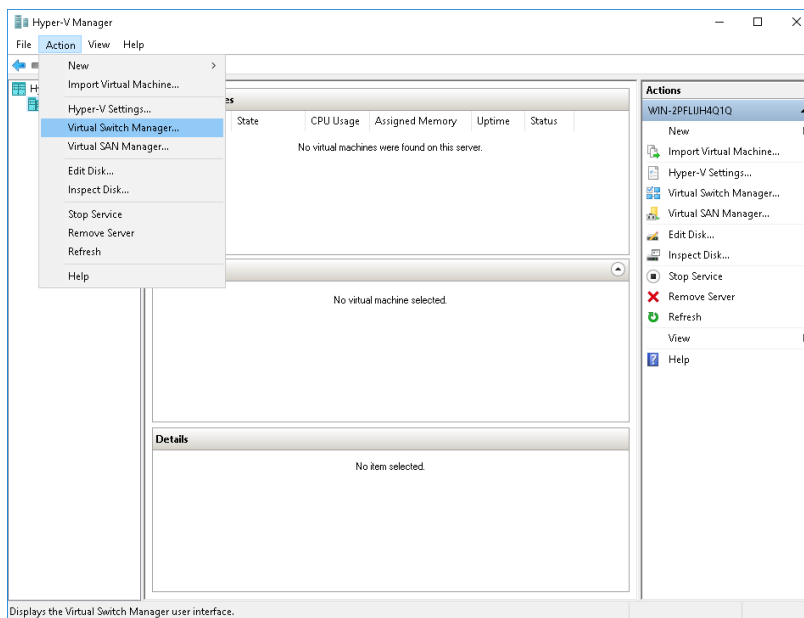 Hyper-V Manager
File Action View Help
New
Import Virtual Machine...
Hyper-V Settings...
Virtual Switch Manager...
Virtual SAN Manager...
Edit Disk...
Inspect Disk...
Stop Service
Remove Server
Refresh
Help
State CPU Usage Assigned Memory Uptime Status
No virtual machines were found on this server.
No virtual machine selected.
Details
No item selected.
Actions
WIN-2PFLIJH4Q1Q
New
Import Virtual Machine...
Hyper-V Settings...
Virtual Switch Manager...
Virtual SAN Manager...
Edit Disk...
Inspect Disk...
Stop Service
Remove Server
Refresh
View
Help
Displays the Virtual Switch Manager user interface.